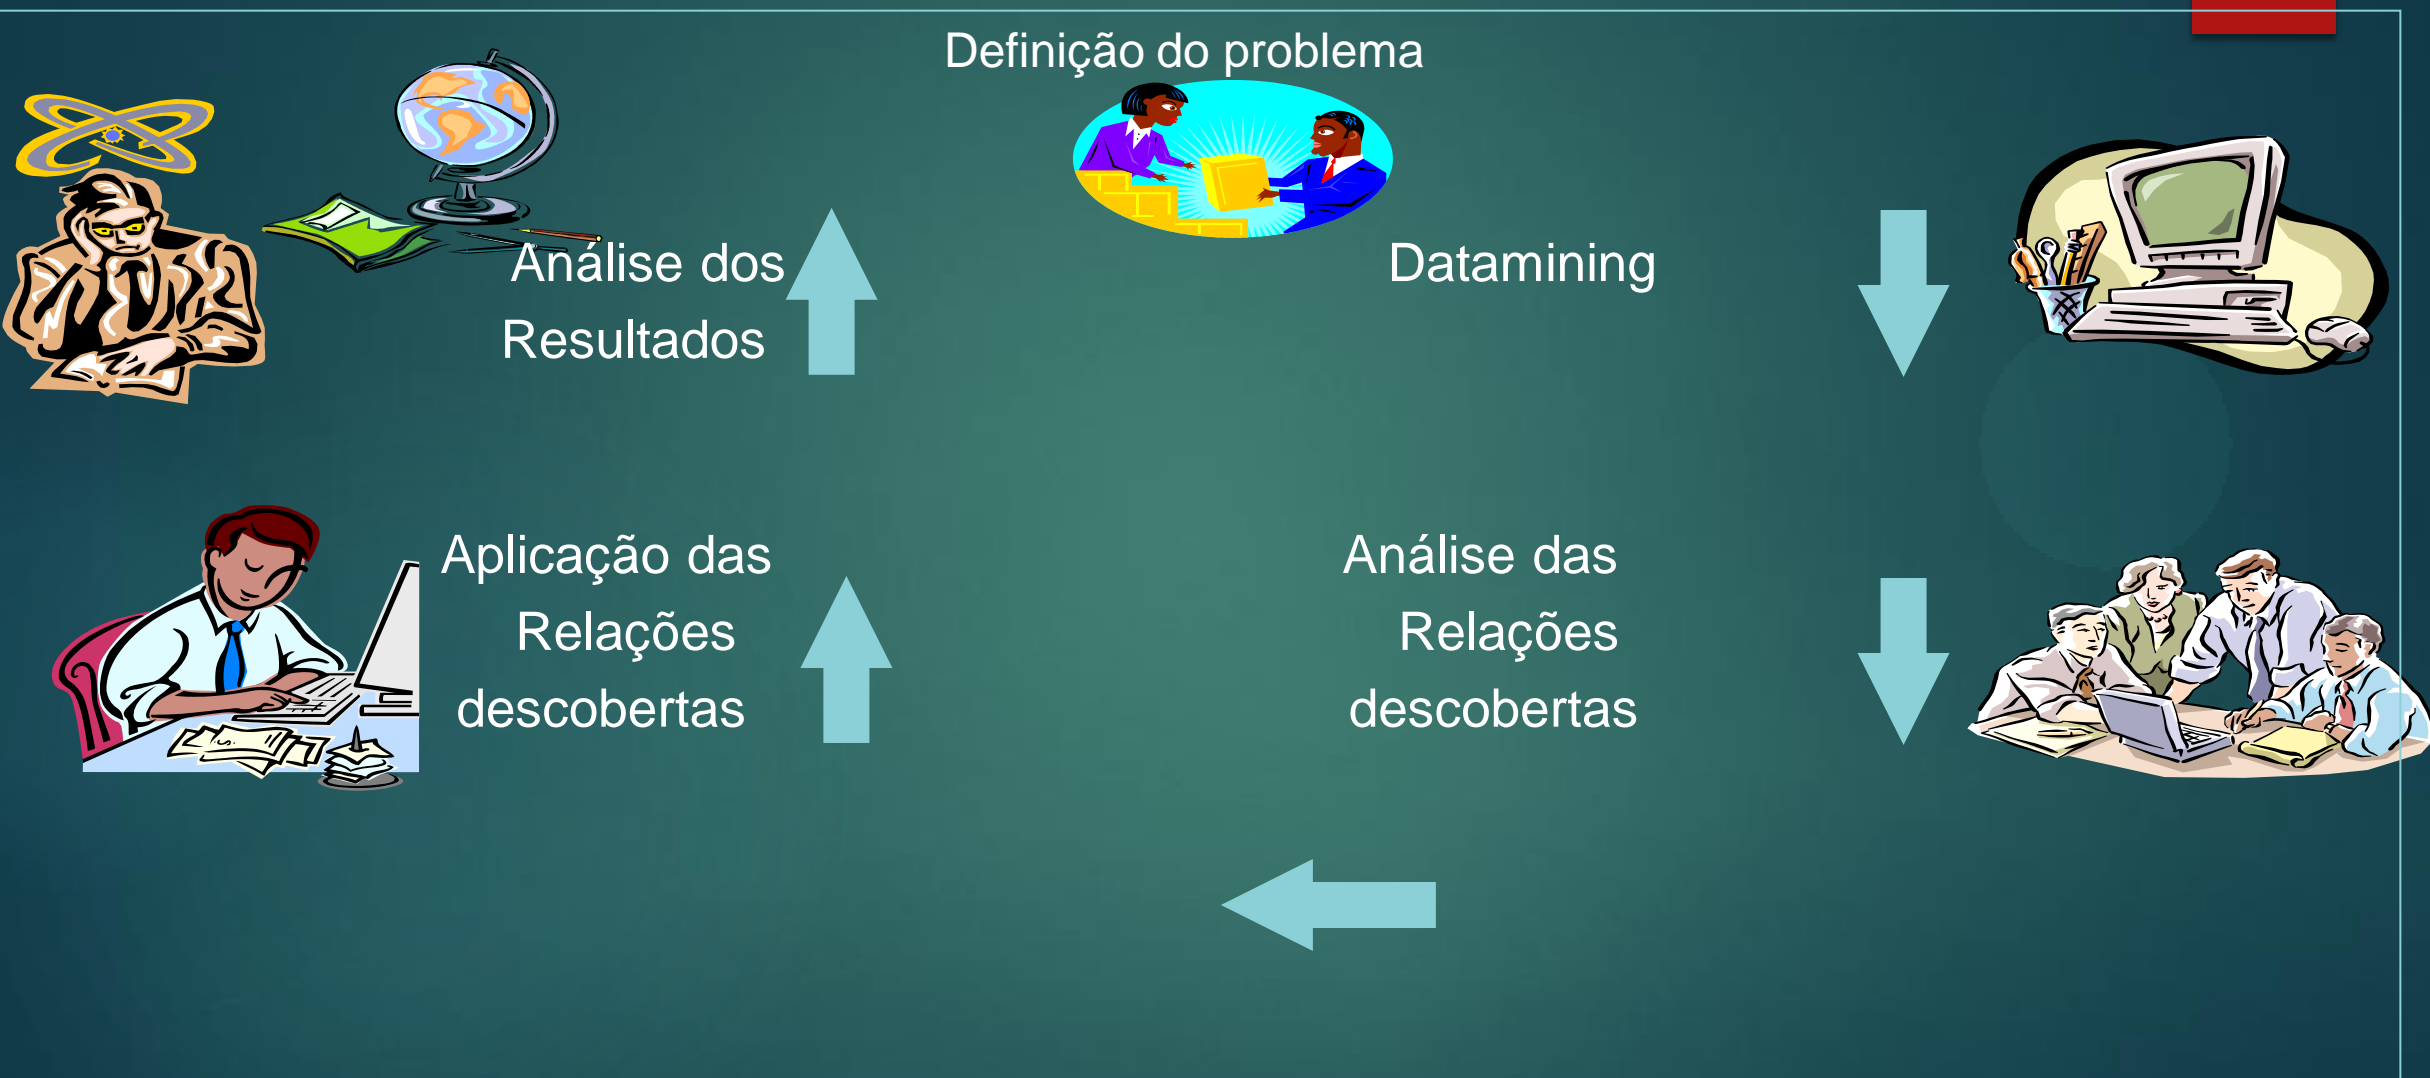 Definição do problema
Análise dos
Resultados
Datamining
Aplicação das
Relações
descobertas
Análise das
Relações
descobertas